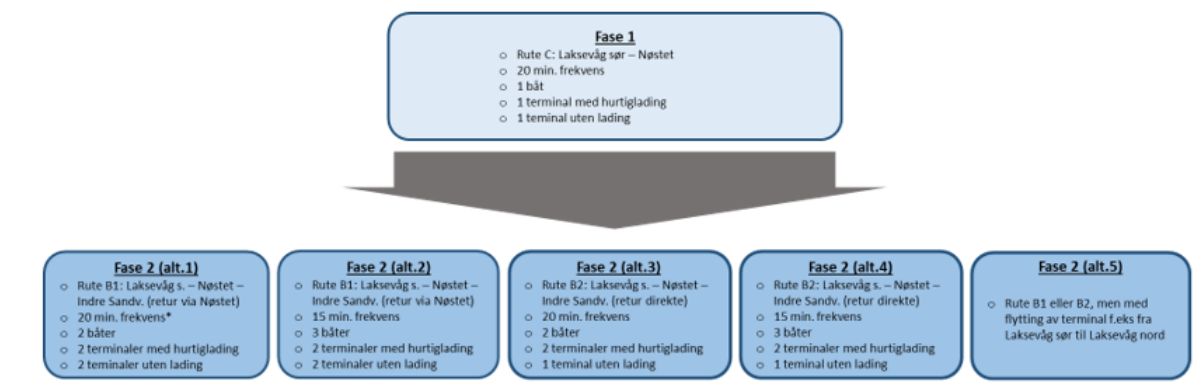 Fase 1
o Rute C: Laksevåg sør – Nøstet
o 20 min. frekvens
o 1 båt
o 1 terminal med hurtiglading
o 1 teminal uten lading
Fase 2 (alt.1)
o Rute B1: Laksevåg s. – Nøstet –
Indre Sandv. (retur via Nøstet)
o 20 min. frekvens*
o 2 båter
o 2 terminaler med hurtiglading
o 2 teminaler uten lading
Fase 2 (alt.2)
o Rute B1: Laksevåg s. – Nøstet –
Indre Sandv. (retur via Nøstet)
o 15 min. frekvens
o 3 båter
o 2 terminaler med hurtiglading
o 2 teminaler uten lading
Fase 2 (alt.3)
o Rute B2: Laksevåg s. – Nøstet –
Indre Sandv. (retur direkte)
o 20 min. frekvens
o 2 båter
o 2 terminaler med hurtiglading
o 1 teminal uten lading
Fase 2 (alt.4)
o Rute B2: Laksevåg s. – Nøstet –
Indre Sandv. (retur direkte)
o 15 min. frekvens
o 3 båter
o 2 terminaler med hurtiglading
o 1 teminal uten lading
Fase 2 (alt.5)
o Rute B1 eller B2, men med
flytting av terminal f.eks fra
Laksevåg sør til Laksevåg nord